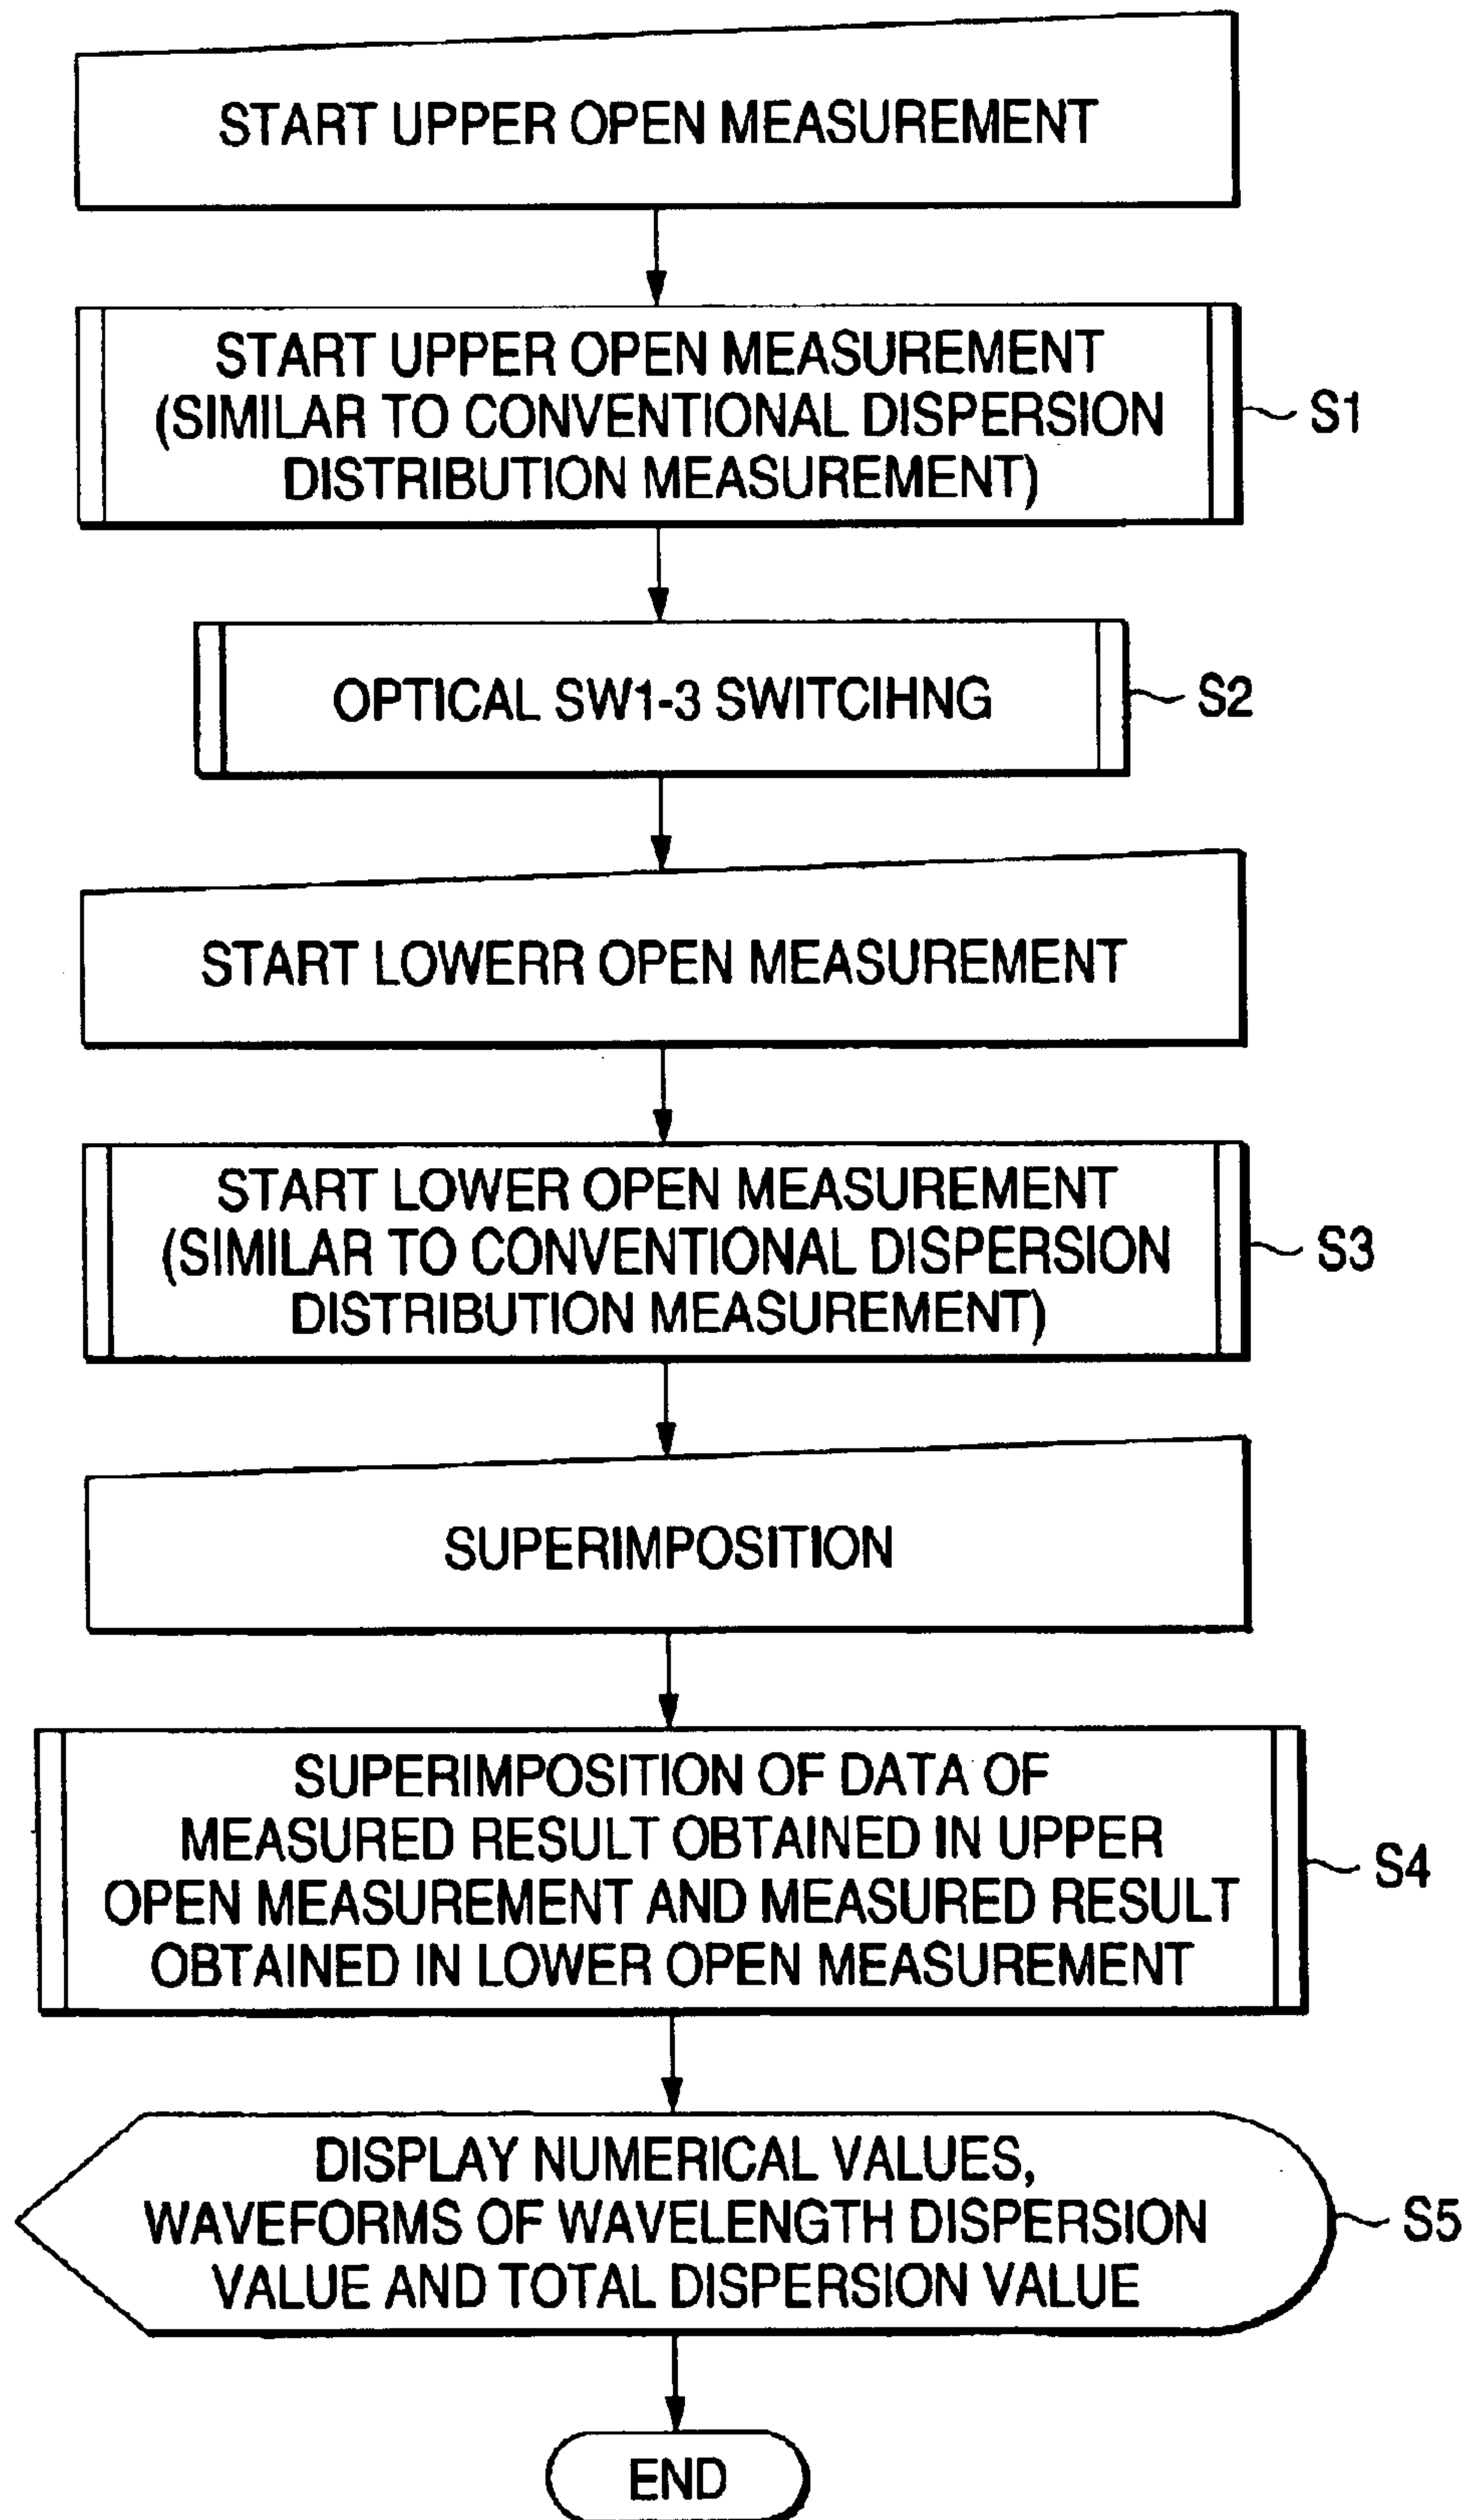 START UPPER OPEN MEASUREMENT
START UPPER OPEN MEASUREMENT
(SIMILAR TO CONVENTIONAL DISPERSION
DISTRIBUTION MEASUREMENT)
S1
OPTICAL SW1-3 SWITCIHNG
S2
START LOWERR OPEN MEASUREMENT
START LOWER OPEN MEASUREMENT
(SIMILAR TO CONVENTIONAL DISPERSION
DISTRIBUTION MEASUREMENT)
S3
SUPERIMPOSITION
SUPERIMPOSITION OF DATA OF
MEASURED RESULT OBTAINED IN UPPER
OPEN MEASUREMENT AND MEASURED RESULT
OBTAINED IN LOWER OPEN MEASUREMENT
S4
DISPLAY NUMERICAL VALUES,
WAVEFORMS OF WAVELENGTH DISPERSION
VALUE AND TOTAL DISPERSION VALUE
S5
END